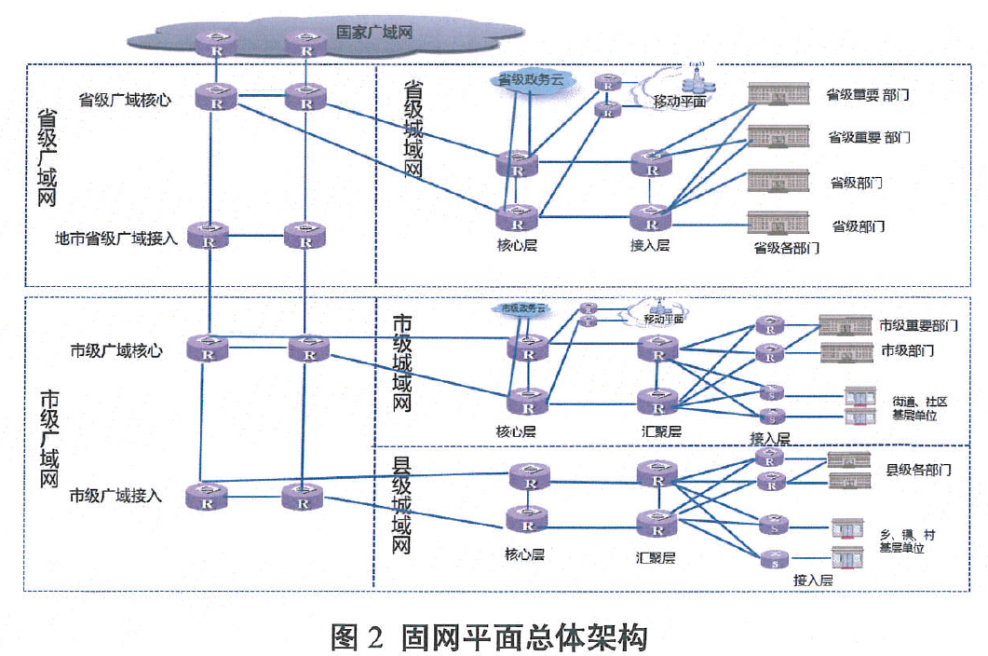 国家广域网
R
R
省级广域网
省级广域核心
R
R
地市省级广域接入
R
R
省级城域网
省级政务云
R
R
移动平面
R
R
R
R
核心层
接入层
省级重要 部门
省级重要 部门
省级部门
省级部门
省级各部门
市级广域网
市级广域核心
R
R
市级广域接入
R
R
市级城域网
市级政务云
移动平面
R
R
R
R
核心层
汇聚层
R
R
S
S
接入层
市级重要部门
市级部门
街道、社区
基层单位
县级城域网
R
R
R
R
核心层
汇聚层
R
R
S
S
接入层
县级各部门
乡、镇、村
基层单位
图 2 固网平面总体架构